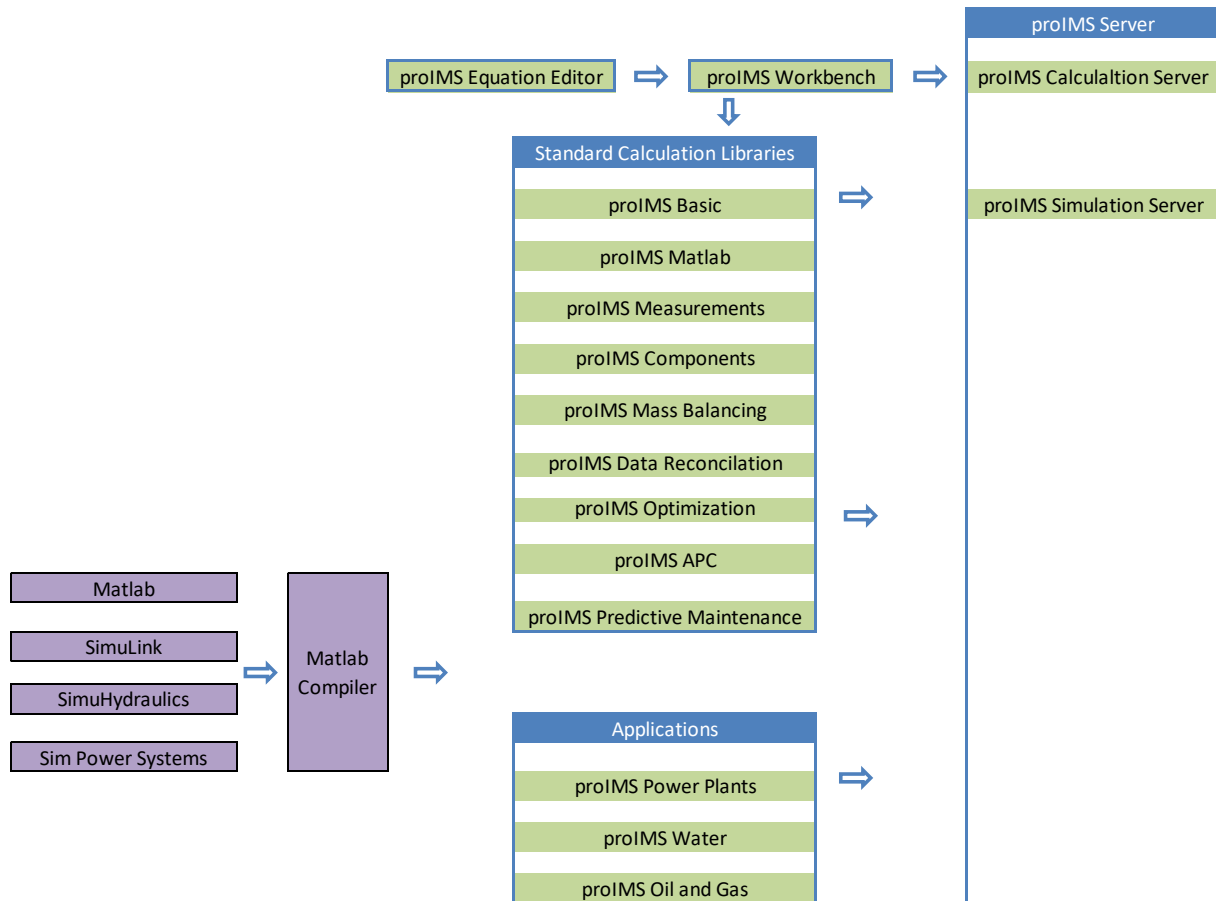 proIMS Server
proIMS Equation Editor
proIMS Workbench
proIMS Calculaltion Server
Standard Calculation Libraries
proIMS Basic
proIMS Simulation Server
proIMS Matlab
proIMS Measurements
proIMS Components
proIMS Mass Balancing
proIMS Data Reconcilation
proIMS Optimization
proIMS APC
proIMS Predictive Maintenance
Matlab
SimuLink
SimuHydraulics
Sim Power Systems
Matlab
Compiler
Applications
proIMS Power Plants
proIMS Water
proIMS Oil and Gas